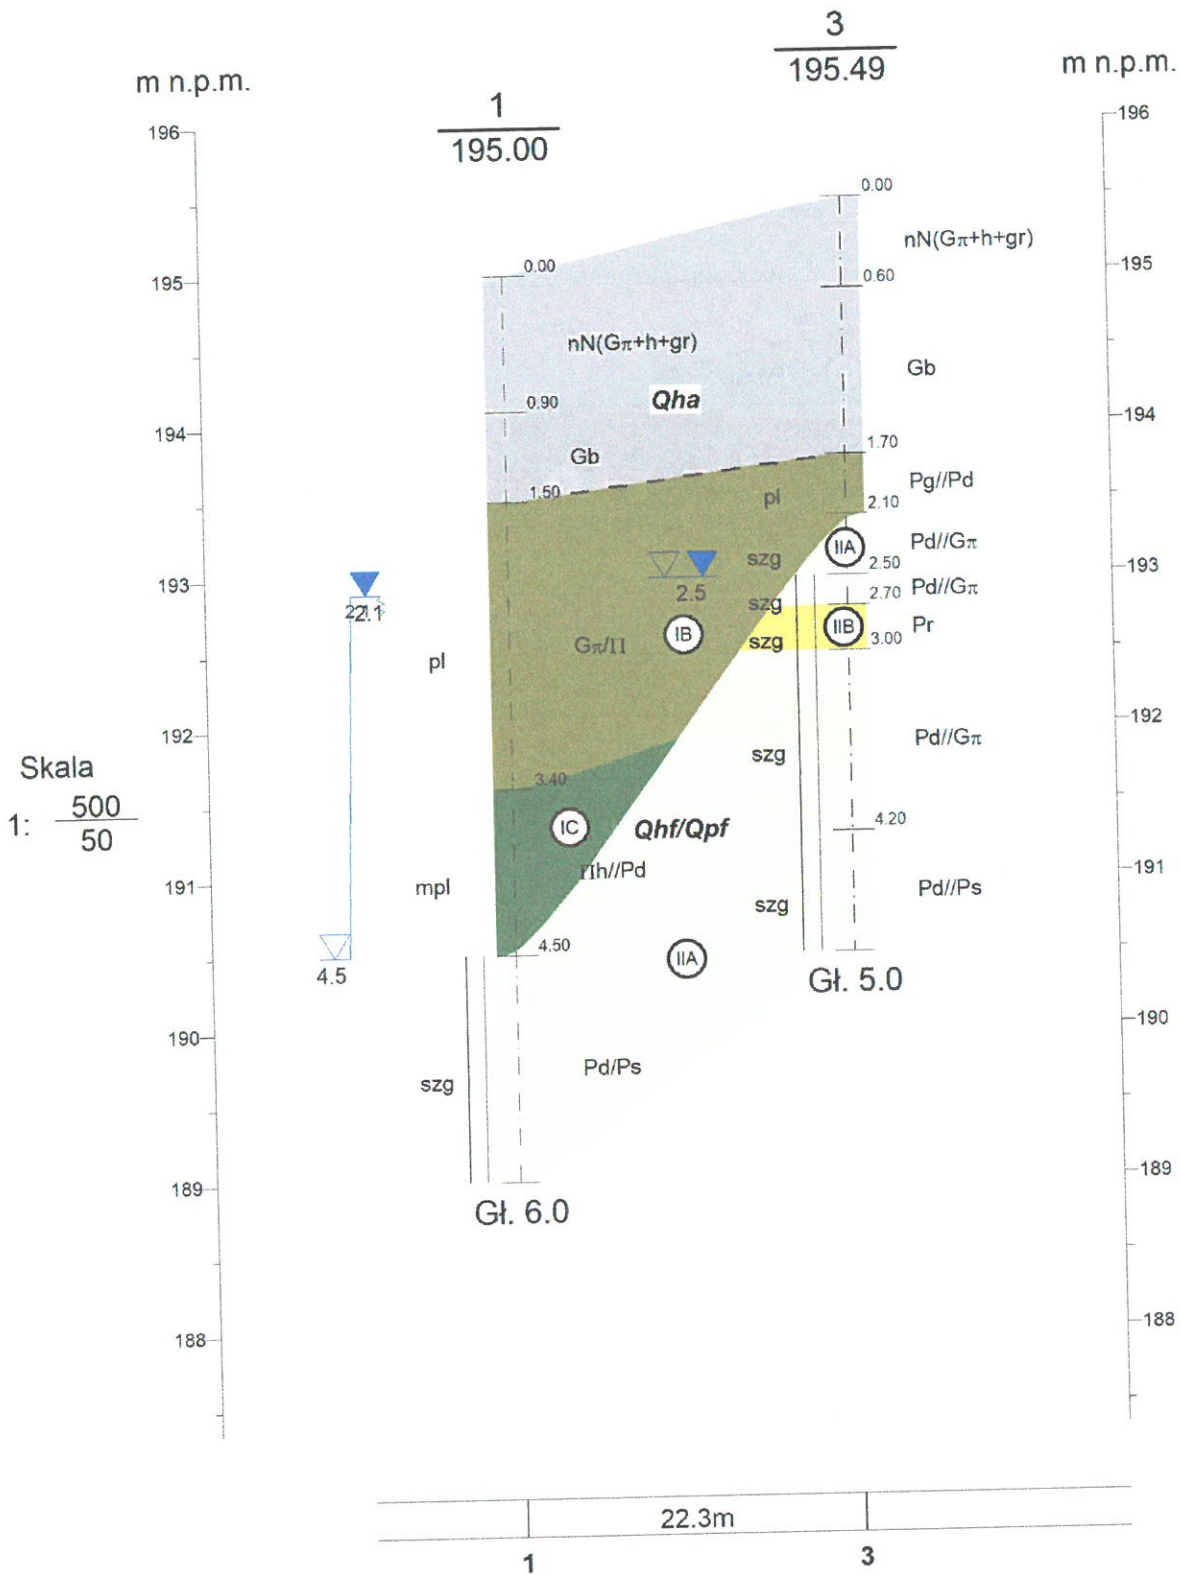 3
195.49
m n.p.m.
m n.p.m.
1
195.00
196
196
0.00
nN(Gπ+h+gr)
195
0.60
0.00
195
nN(Gπ+h+gr)
Gb
Qha
0.90
194
194
1.70
Gb
1.50
pl
Pg//Pd
2.10
IIA
Pd//Gπ
szg
2.50
193
193
2.5
szg
2.70
Pd//Gπ
2.1
IB
szg
IIB
Pr
3.00
Gπ/Π
pl
192
192
szg
Pd//Gπ
3.40
Skala
1: 500
50
IC
Qhf/Qpf
4.20
Πh//Pd
191
191
mpl
szg
Pd//Ps
4.50
IIA
4.5
Gł. 5.0
190
190
szg
Pd/Ps
189
189
Gł. 6.0
188
188
22.3m
1
3